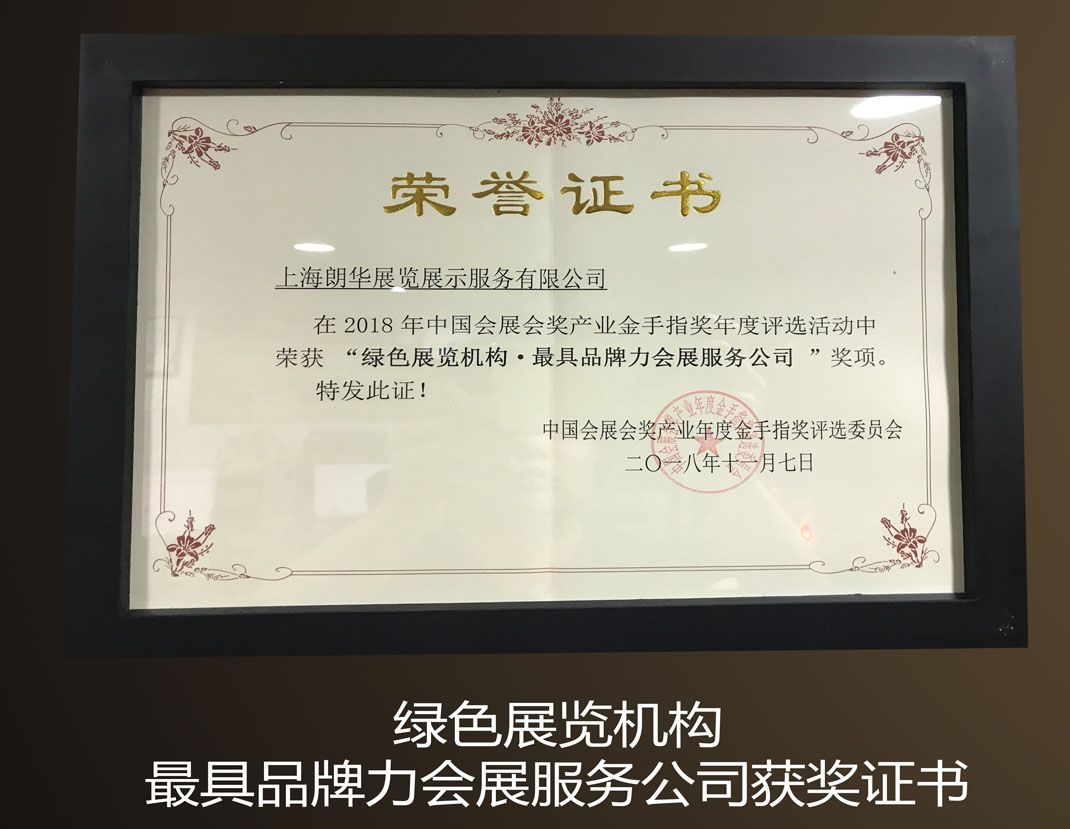 荣誉证书
上海朗华展览展示服务有限公司
在 2018 年中国会展会奖产业金手指奖年度评选活动中
荣获 “绿色展览机构·最具品牌力会展服务公司 ”奖项。
特发此证！
中国会展会奖产业年度金手指奖评选委员会
二〇一八年十一月七日
绿色展览机构
最具品牌力会展服务公司获奖证书